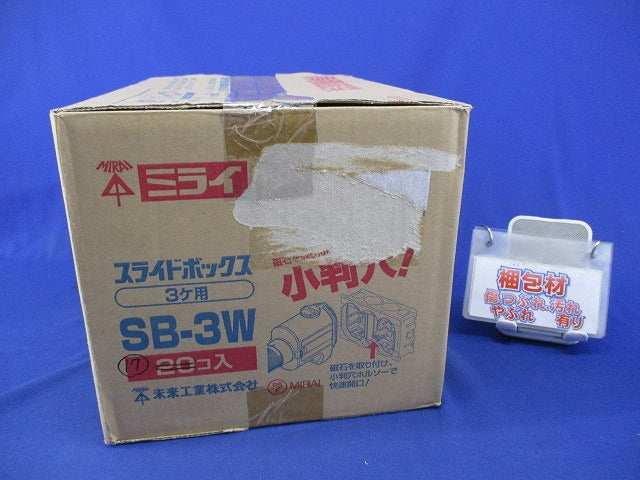 MIRAI
ミライ
スライドボックス
3ケ用
SB-3W
17
20コ入
MIRAI
未来工業株式会社
小判穴!
磁石を取り付け、
小判穴ホルソーで
快速開口!
MIRAI
梱包材
傷・つぶれ・汚れ
やぶれ 有り